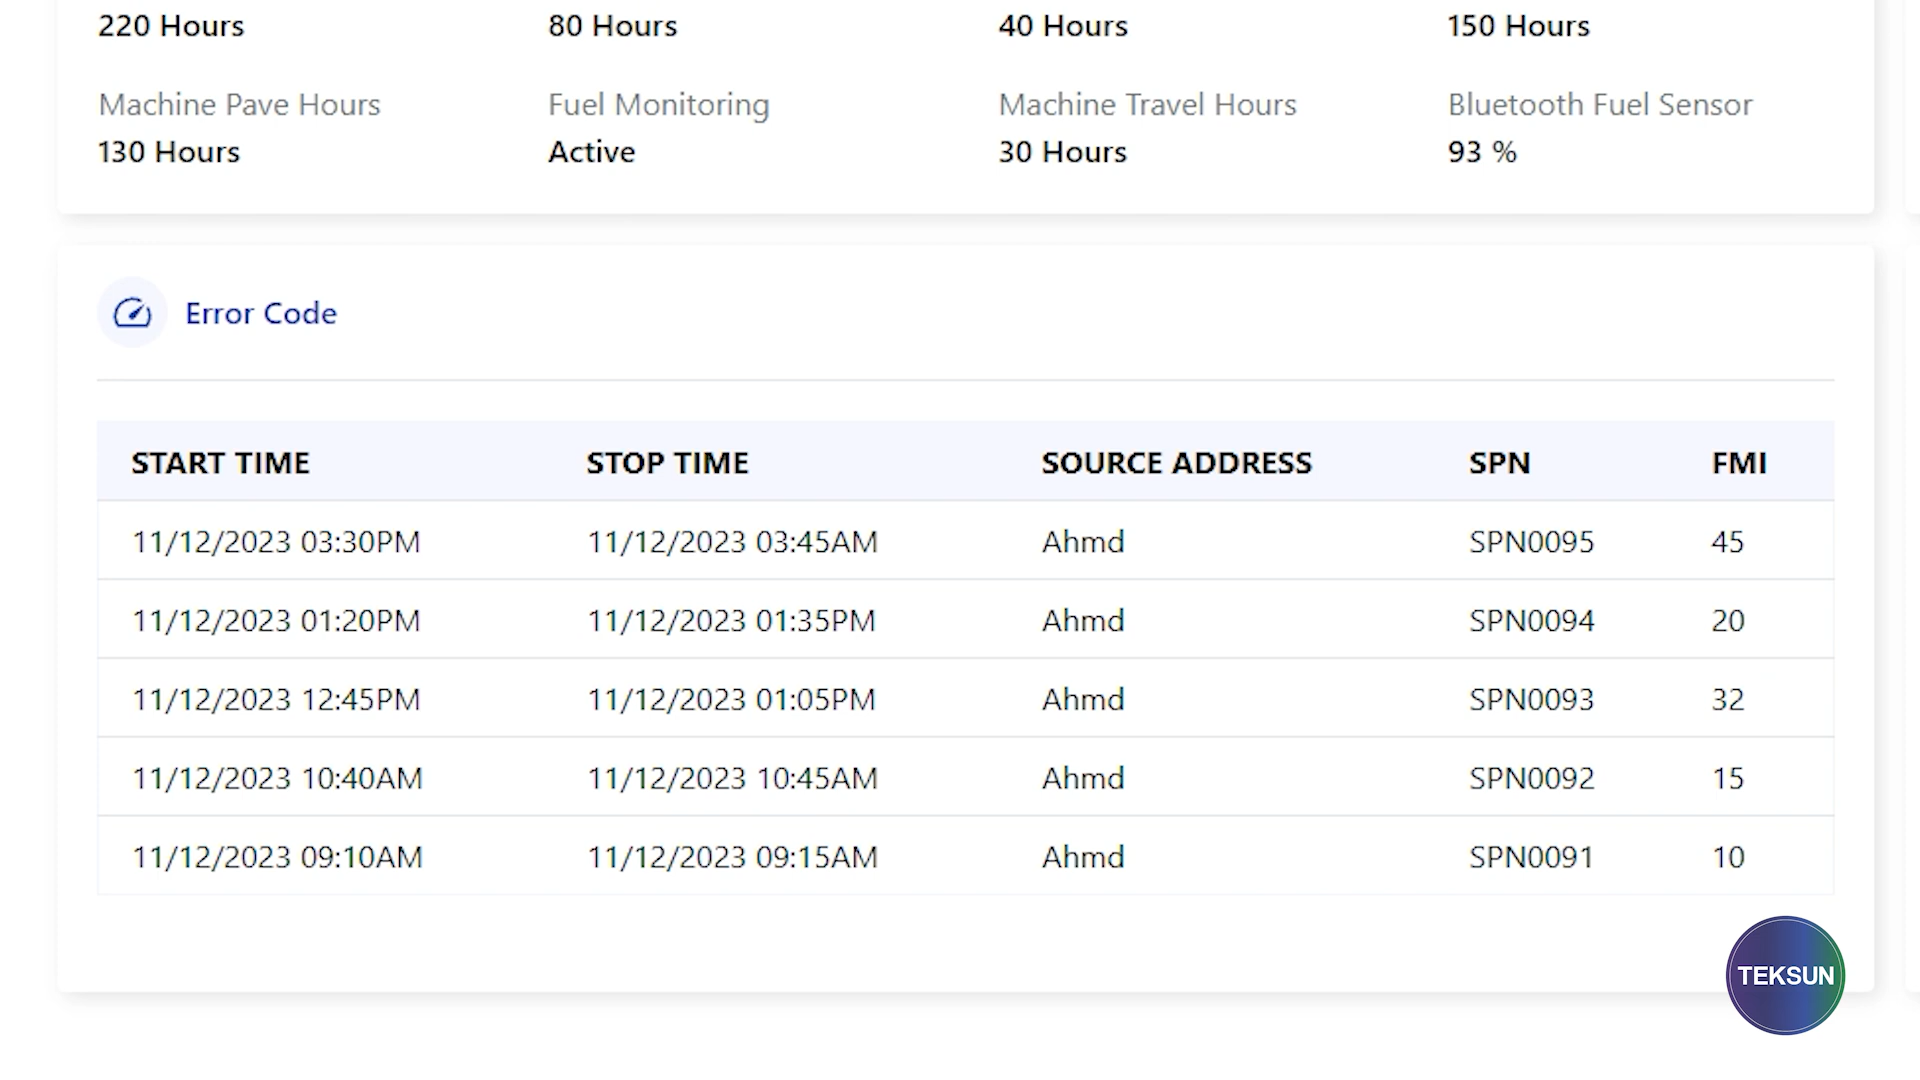 220 Hours 80 Hours 40 Hours 150 Hours
Machine Pave Hours Fuel Monitoring Machine Travel Hours Bluetooth Fuel Sensor
130 Hours Active 30 Hours 93 %
Error Code
START TIME STOP TIME SOURCE ADDRESS SPN FMI
11/12/2023 03:30PM 11/12/2023 03:45AM Ahmd SPN0095 45
11/12/2023 01:20PM 11/12/2023 01:35PM Ahmd SPN0094 20
11/12/2023 12:45PM 11/12/2023 01:05PM Ahmd SPN0093 32
11/12/2023 10:40AM 11/12/2023 10:45AM Ahmd SPN0092 15
11/12/2023 09:10AM 11/12/2023 09:15AM Ahmd SPN0091 10
TEKSUN